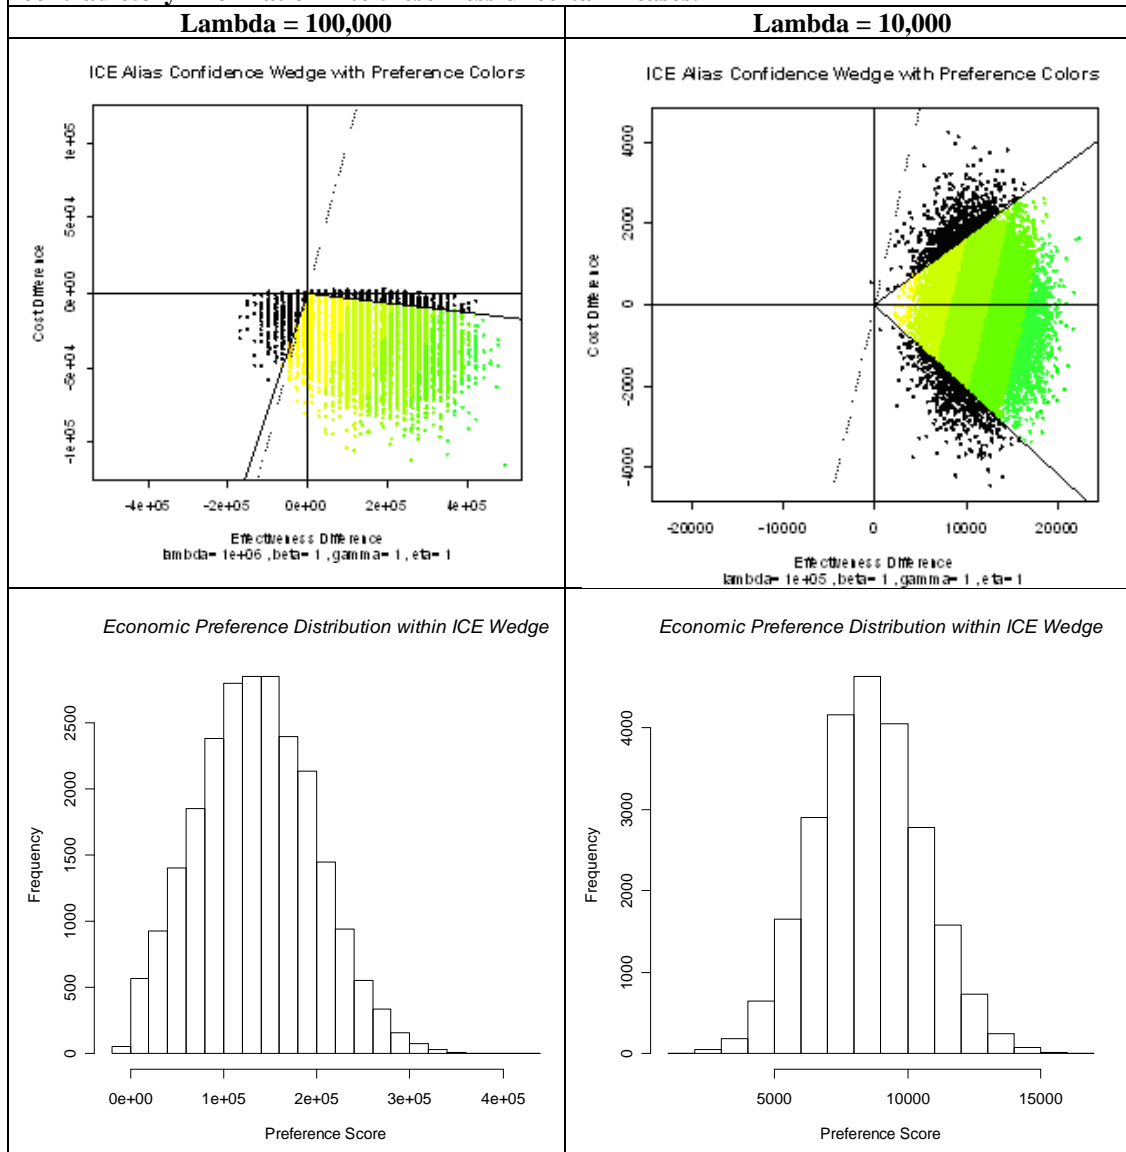 Lambda = 100,000
Lambda = 10,000
ICE Alias Confidence Wedge with Preference Colors
Cost Difference
1e+05
5e+04
0e+00
-5e+04
-1e+05
-4e+05 -2e+05 0e+00 2e+05 4e+05
Effectiveness Difference
lambda= 1e+06 , beta= 1 , gamma= 1 , eta= 1
ICE Alias Confidence Wedge with Preference Colors
Cost Difference
4000
2000
0
-2000
-4000
-20000 -10000 0 10000 20000
Effectiveness Difference
lambda= 1e+05 , beta= 1 , gamma= 1 , eta= 1
Economic Preference Distribution within ICE Wedge
Frequency
2500
2000
1500
1000
500
0
0e+00 1e+05 2e+05 3e+05 4e+05
Preference Score
Economic Preference Distribution within ICE Wedge
Frequency
4000
3000
2000
1000
0
5000 10000 15000
Preference Score